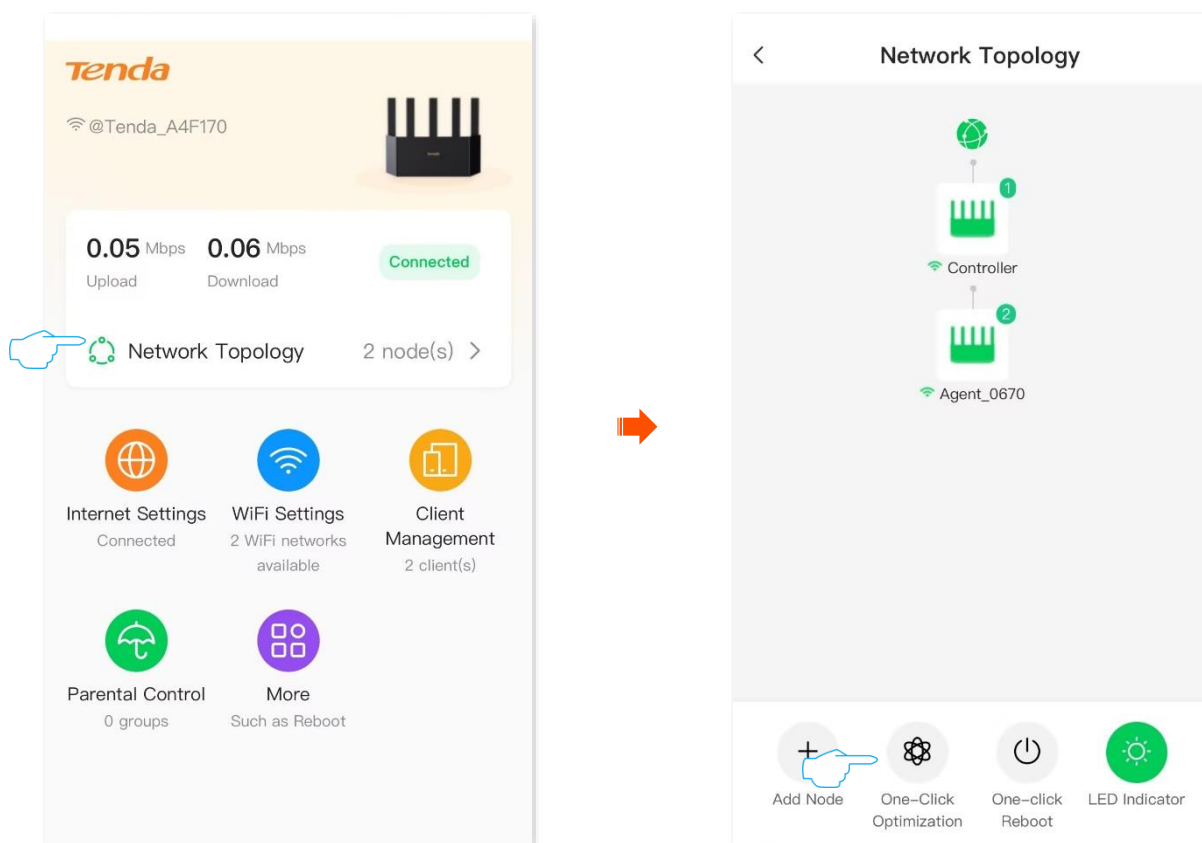 Tenda
@Tenda_A4F170
0.05 Mbps 0.06 Mbps
Upload Download
Connected
Network Topology 2 node(s)
Internet Settings
Connected
WiFi Settings
2 WiFi networks
available
Client
Management
2 client(s)
Parental Control
0 groups
More
Such as Reboot
Network Topology
1
Controller
2
Agent_0670
Add Node
One-Click
Optimization
One-click
Reboot
LED Indicator